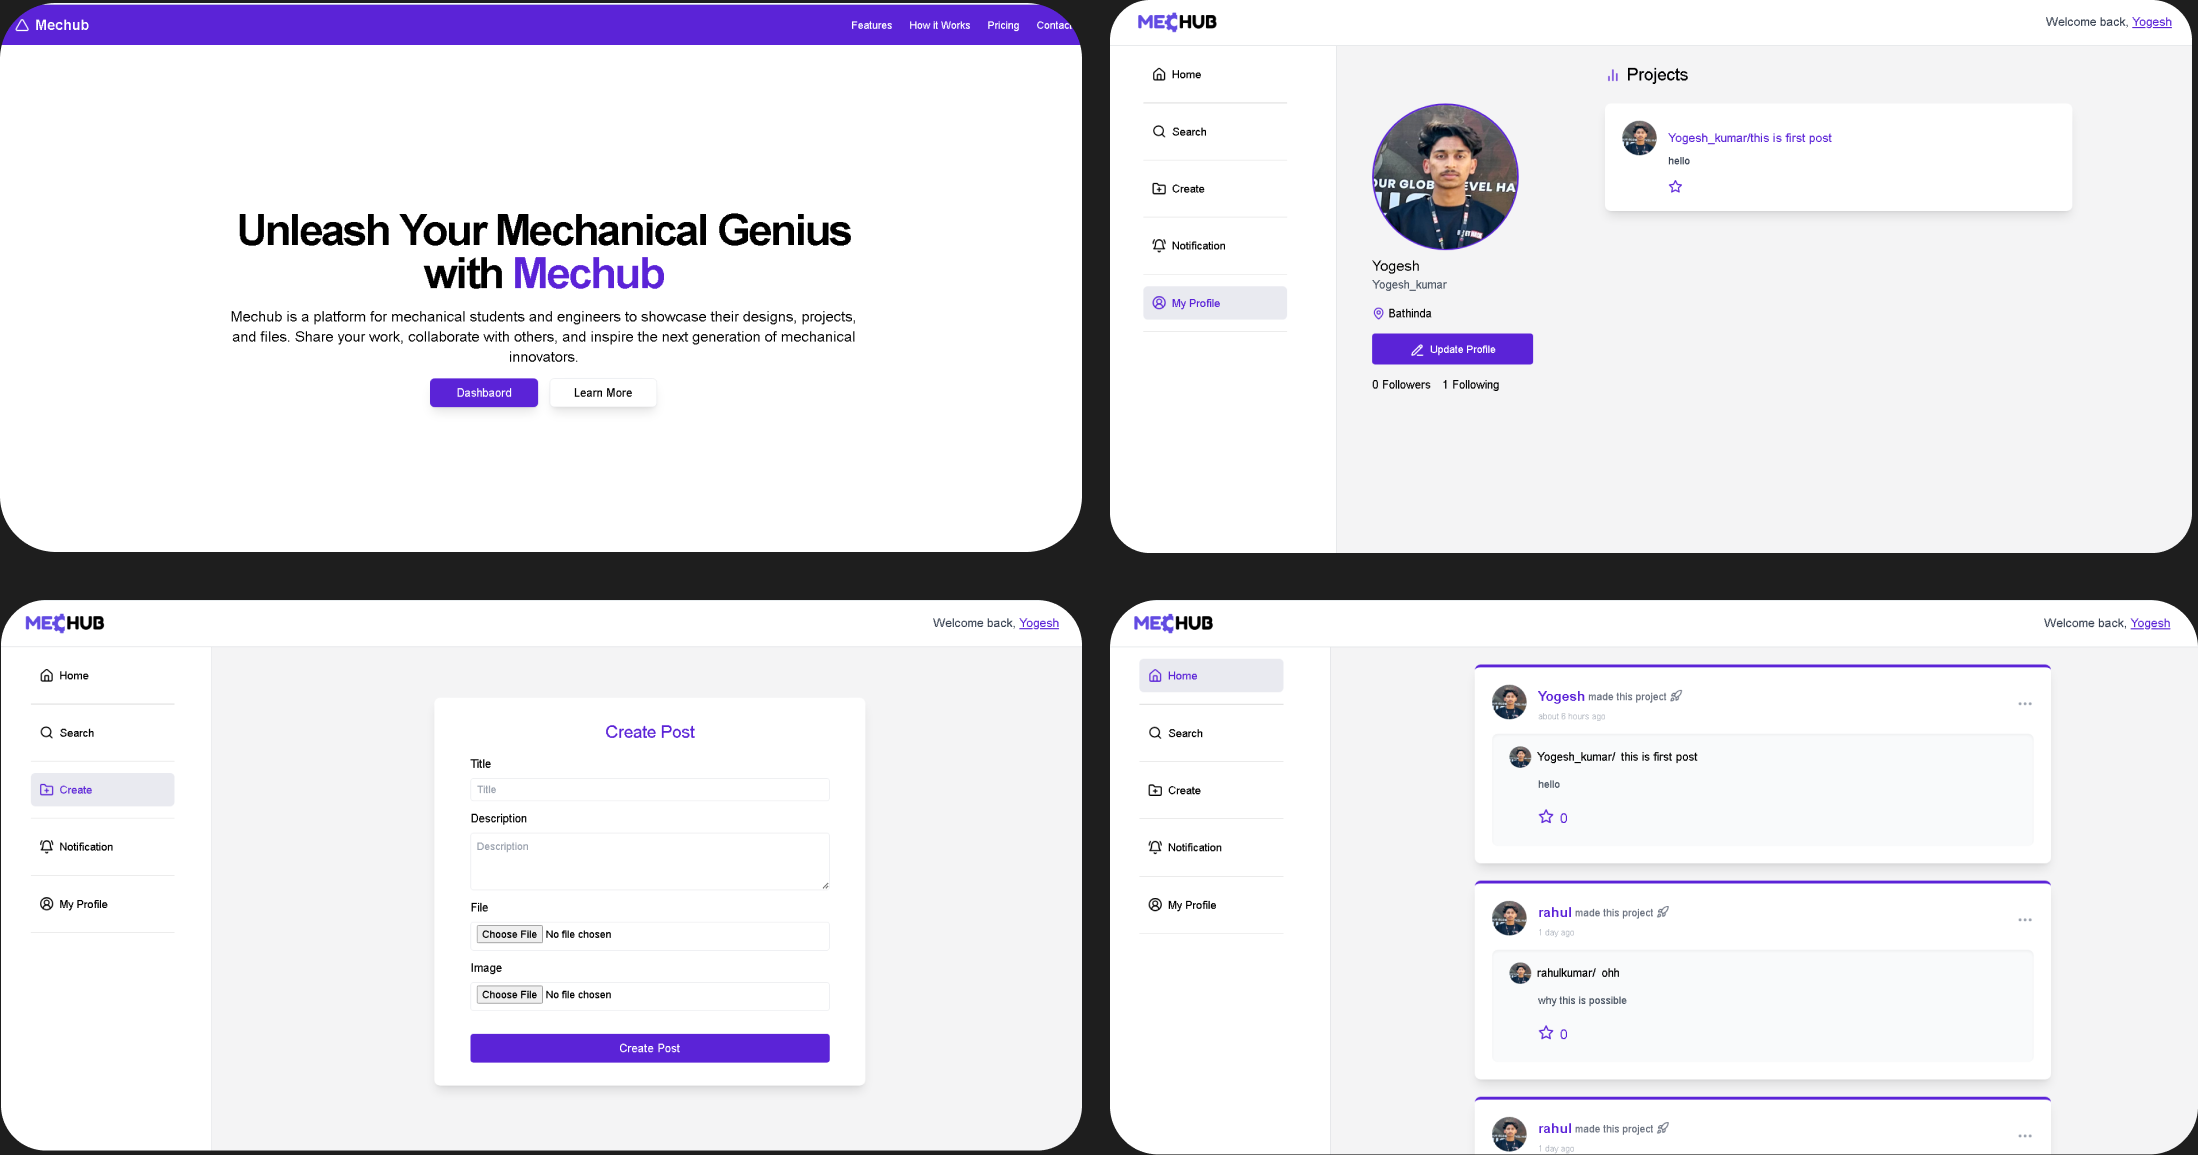 Mechub
Features How it Works Pricing Contac
Unleash Your Mechanical Genius
with Mechub
Mechub is a platform for mechanical students and engineers to showcase their designs, projects,
and files. Share your work, collaborate with others, and inspire the next generation of mechanical
innovators.
Dashbaord Learn More
MECHUB
Welcome back, Yogesh
Home
Search
Create
Notification
My Profile
OUR GLOB EVEL HA
Yogesh
Yogesh_kumar
Bathinda
Update Profile
0 Followers 1 Following
Projects
Yogesh_kumar/this is first post
hello
MECHUB
Welcome back, Yogesh
Home
Search
Create
Notification
My Profile
Create Post
Title
Title
Description
Description
File
Choose File No file chosen
Image
Choose File No file chosen
Create Post
MECHUB
Welcome back, Yogesh
Home
Search
Create
Notification
My Profile
Yogesh made this project
about 6 hours ago
Yogesh_kumar/ this is first post
hello
0
rahul made this project
1 day ago
rahulkumar/ ohh
why this is possible
0
rahul made this project
1 day ago